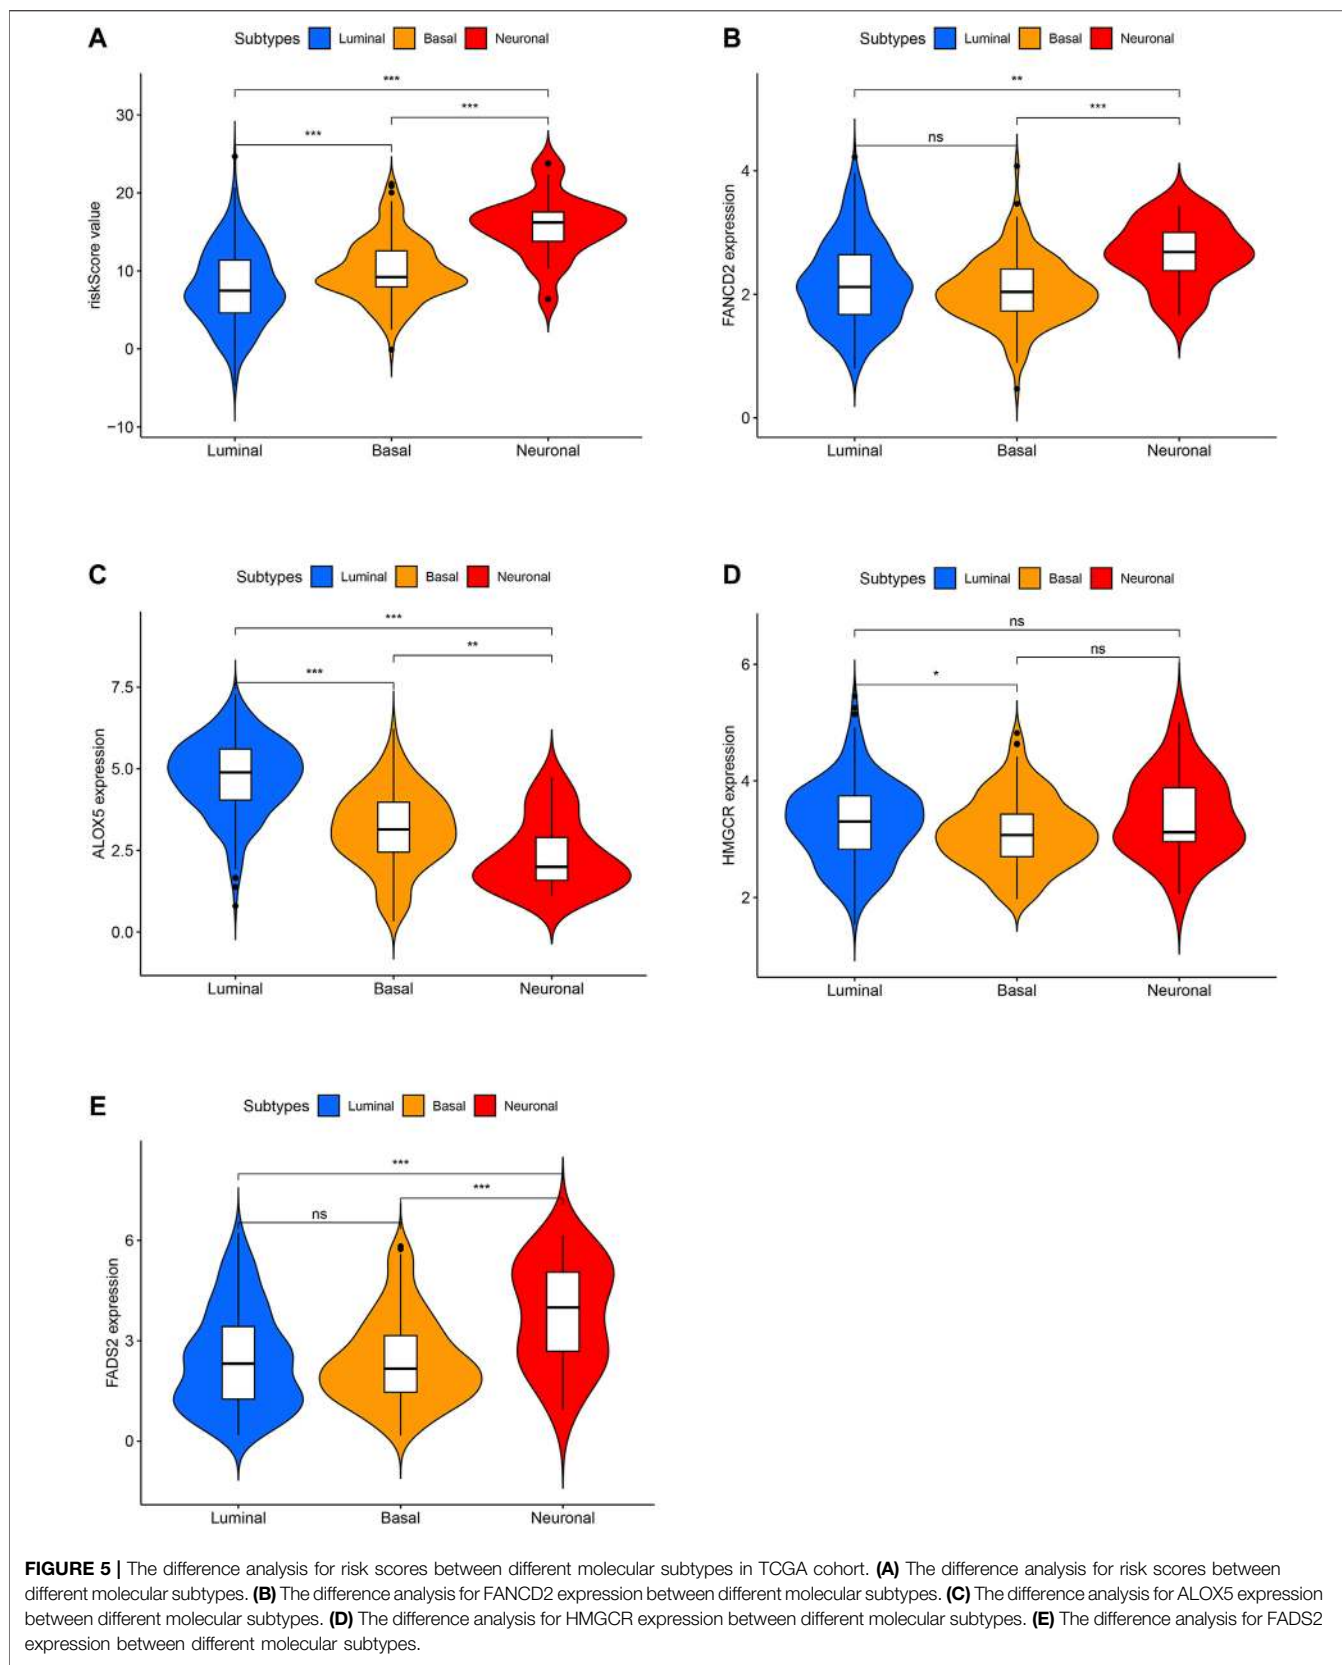 A
Subtypes Luminal Basal Neuronal
***
***
***
30
20
10
0
−10
riskScore value
Luminal Basal Neuronal
B
Subtypes Luminal Basal Neuronal
**
***
ns
4
2
0
FANCD2 expression
Luminal Basal Neuronal
C
Subtypes Luminal Basal Neuronal
***
**
***
7.5
5.0
2.5
0.0
ALOX5 expression
Luminal Basal Neuronal
D
Subtypes Luminal Basal Neuronal
ns
ns
*
6
4
2
HMGCR expression
Luminal Basal Neuronal
E
Subtypes Luminal Basal Neuronal
***
***
ns
6
3
0
FADS2 expression
Luminal Basal Neuronal
FIGURE 5 | The difference analysis for risk scores between different molecular subtypes in TCGA cohort. (A) The difference analysis for risk scores between
different molecular subtypes. (B) The difference analysis for FANCD2 expression between different molecular subtypes. (C) The difference analysis for ALOX5 expression
between different molecular subtypes. (D) The difference analysis for HMGCR expression between different molecular subtypes. (E) The difference analysis for FADS2
expression between different molecular subtypes.